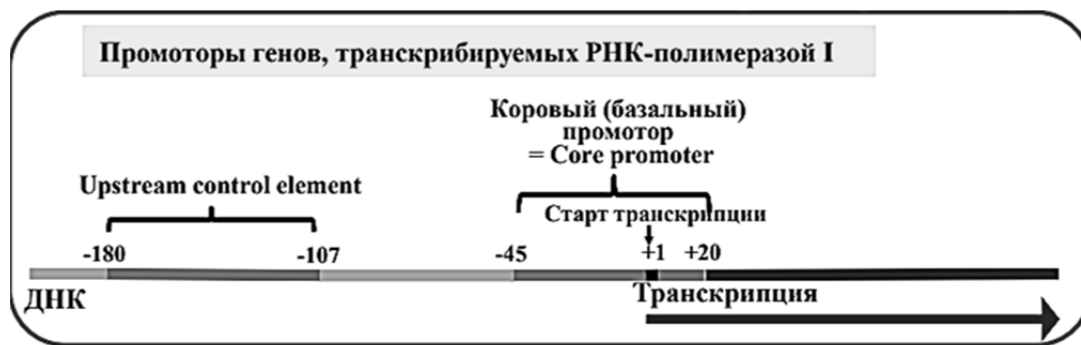 Промоторы генов, транскрибируемых РНК-полимеразой I
Коровый (базальный)
промотор
= Core promoter
Upstream control element
Старт транскрипции
-180
-107
-45
+1
+20
ДНК
Транскрипция